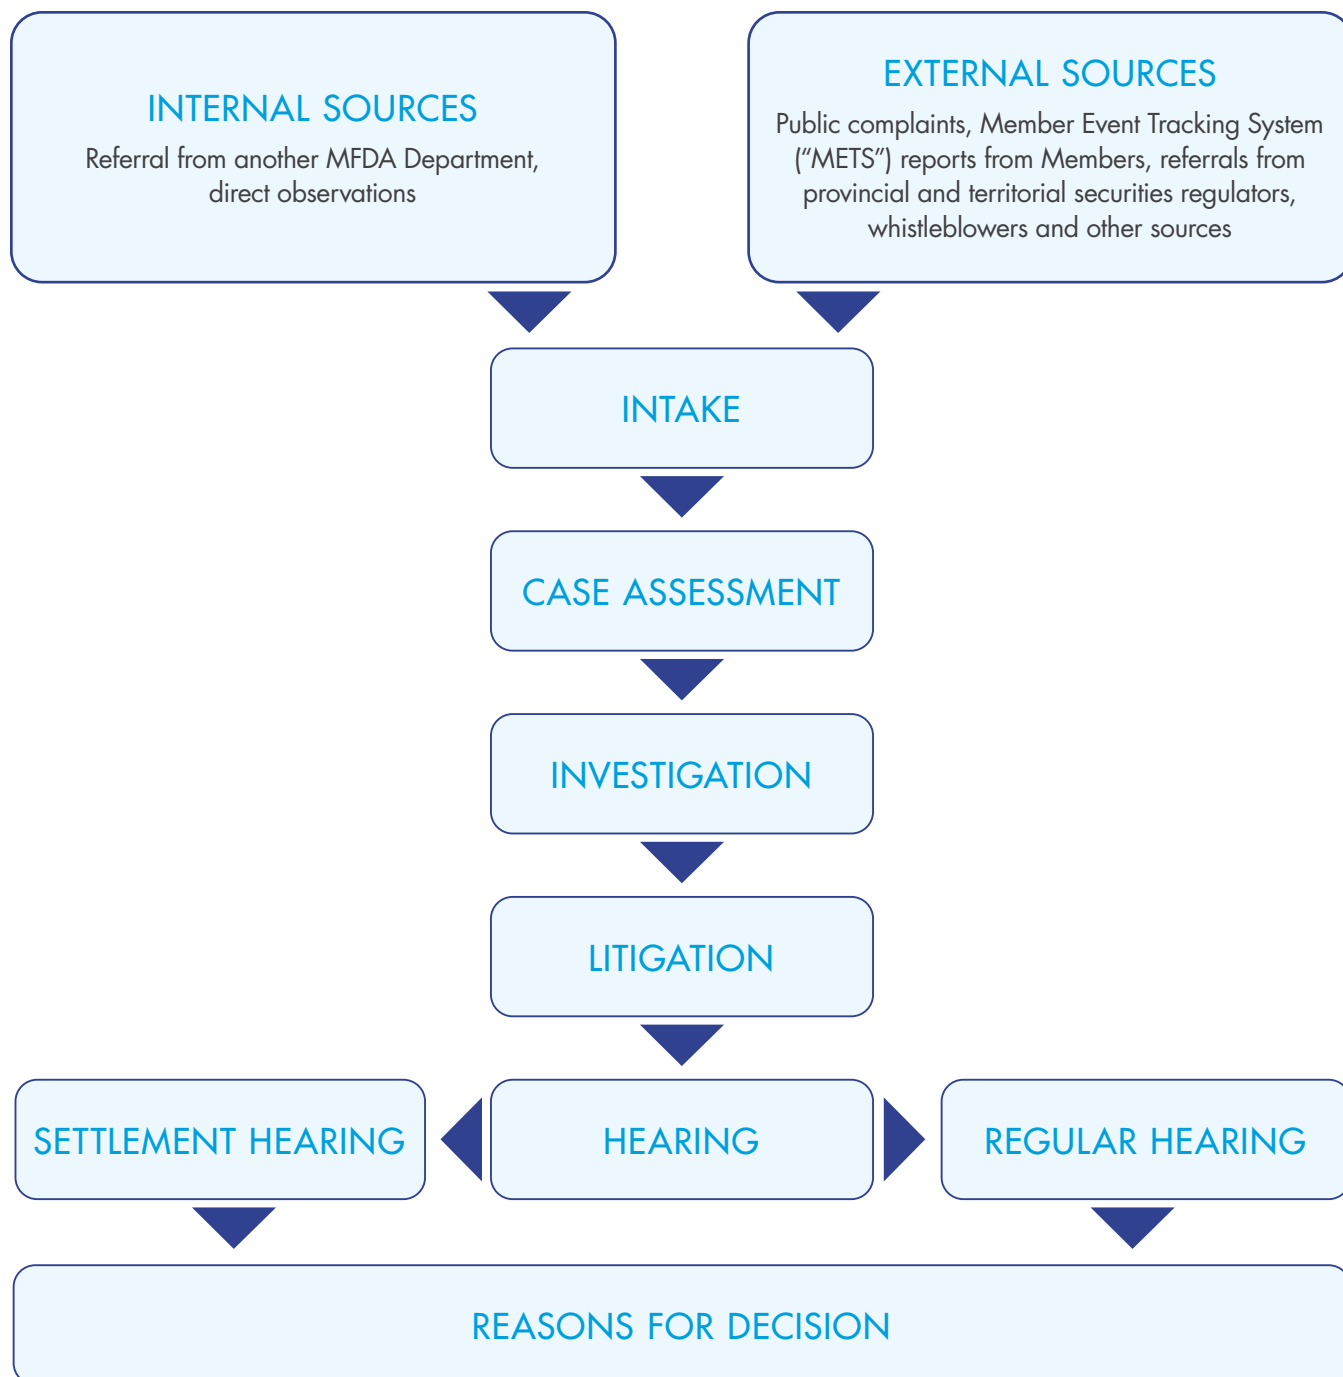 INTERNAL SOURCES
Referral from another MFDA Department,
direct observations
EXTERNAL SOURCES
Public complaints, Member Event Tracking System
(“METS”) reports from Members, referrals from
provincial and territorial securities regulators,
whistleblowers and other sources
INTAKE
CASE ASSESSMENT
INVESTIGATION
LITIGATION
SETTLEMENT HEARING
HEARING
REGULAR HEARING
REASONS FOR DECISION